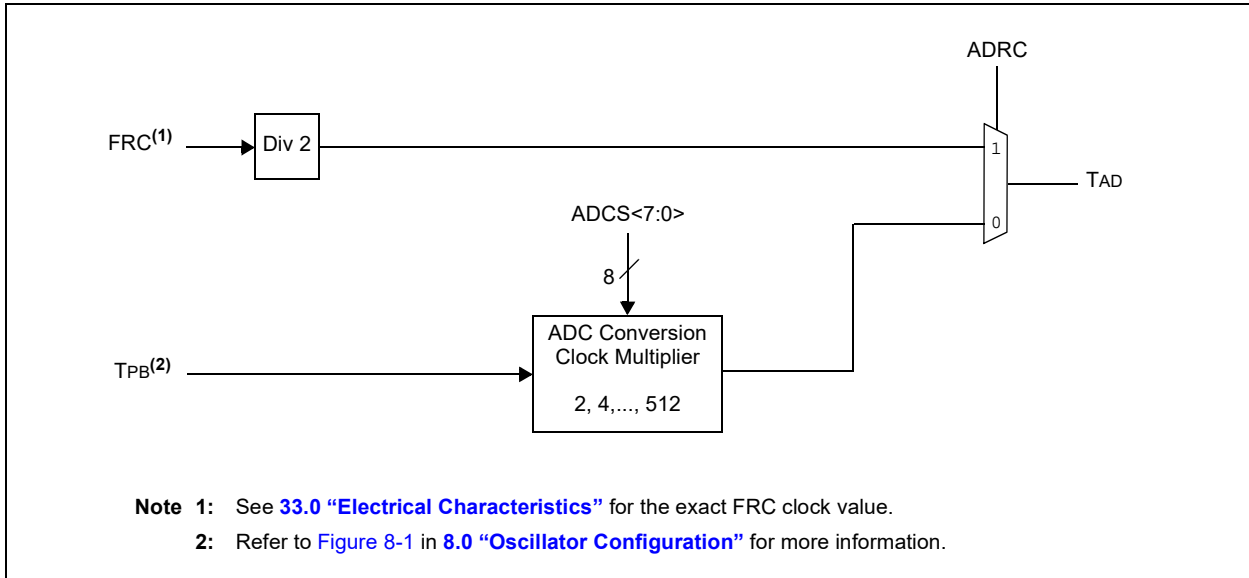 ADRC
FRC(1)
Div 2
1
TAD
ADCS<7:0>
0
8
ADC Conversion
Clock Multiplier
TPB(2)
2, 4,..., 512
Note 1: See 33.0 “Electrical Characteristics” for the exact FRC clock value.
2: Refer to Figure 8-1 in 8.0 “Oscillator Configuration” for more information.